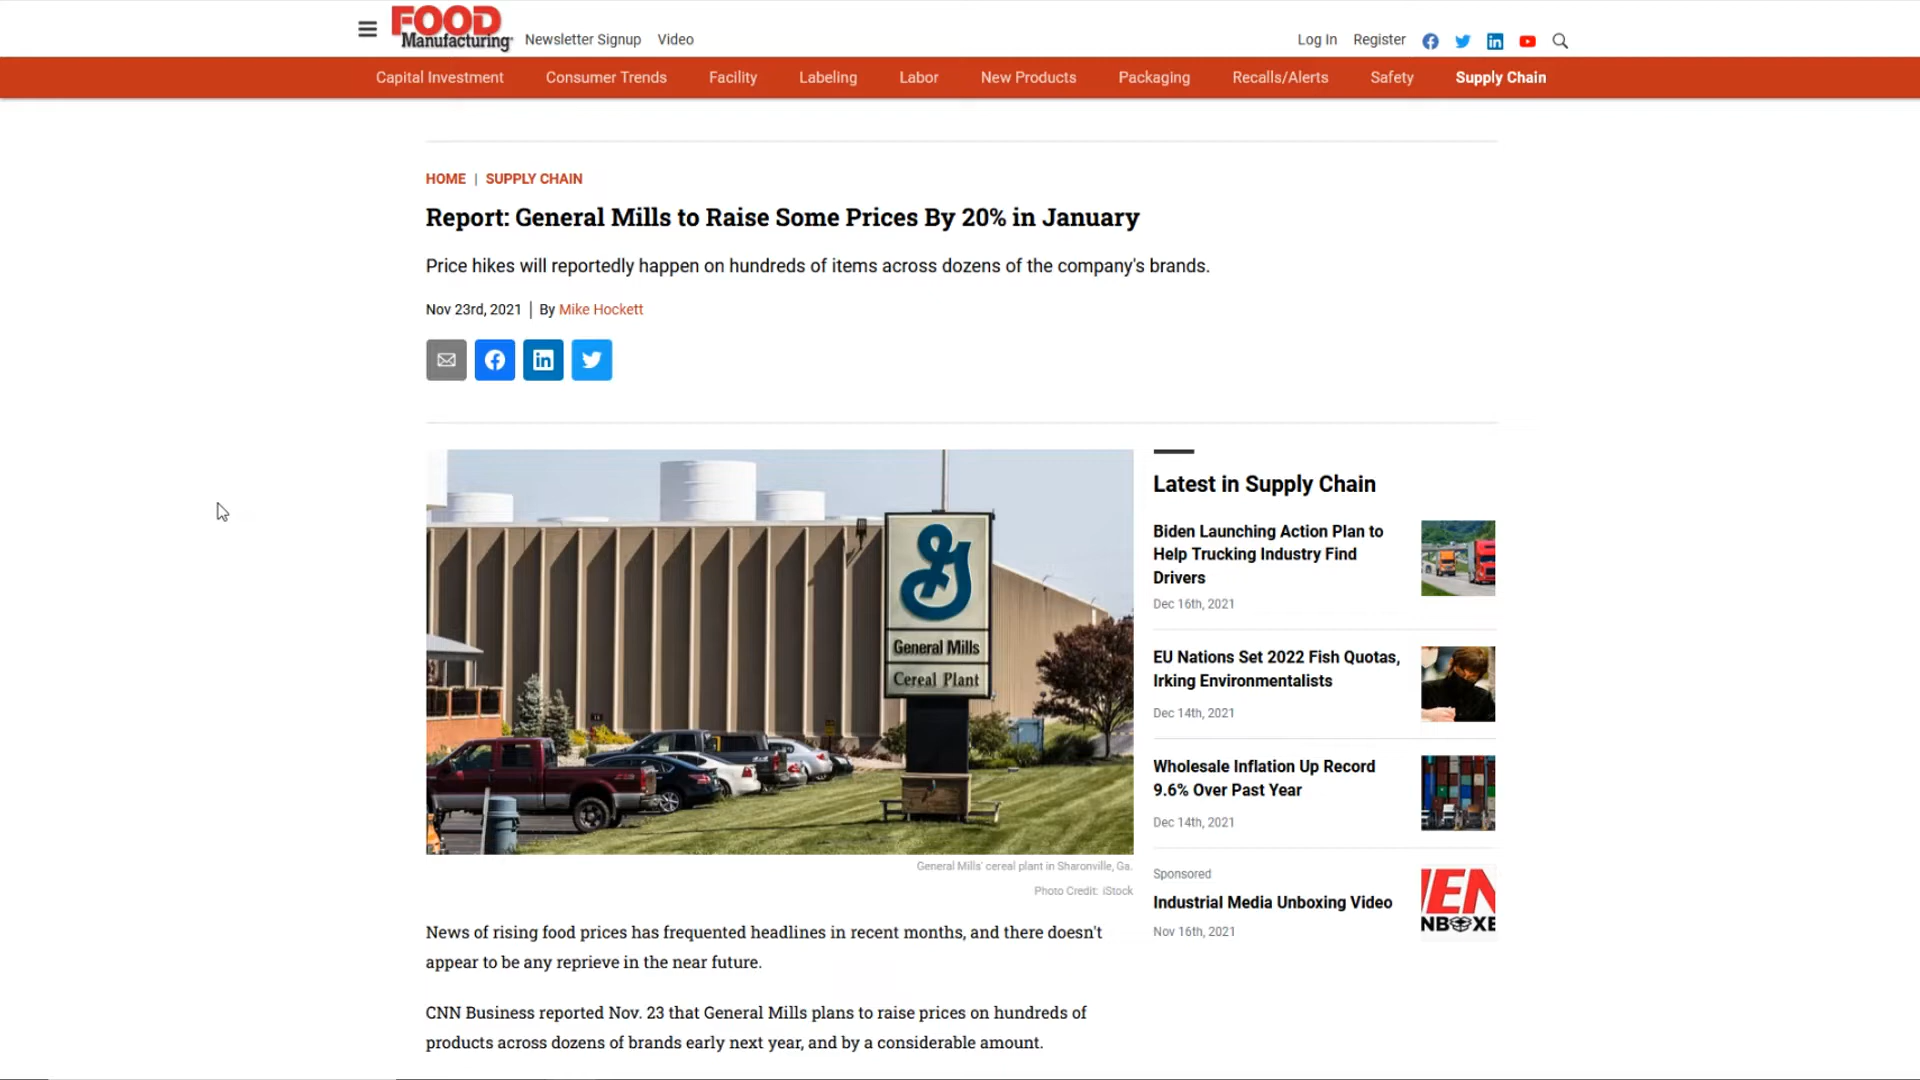 FOOD
Manufacturing
Newsletter Signup
Video
Log In
Register
Capital Investment
Consumer Trends
Facility
Labeling
Labor
New Products
Packaging
Recalls/Alerts
Safety
Supply Chain
HOME | SUPPLY CHAIN
Report: General Mills to Raise Some Prices By 20% in January
Price hikes will reportedly happen on hundreds of items across dozens of the company's brands.
Nov 23rd, 2021 | By Mike Hockett
General Mills
Cereal Plant
General Mills' cereal plant in Sharonville, Ga.
Photo Credit: iStock
News of rising food prices has frequented headlines in recent months, and there doesn't
appear to be any reprieve in the near future.
CNN Business reported Nov. 23 that General Mills plans to raise prices on hundreds of
products across dozens of brands early next year, and by a considerable amount.
Latest in Supply Chain
Biden Launching Action Plan to
Help Trucking Industry Find
Drivers
Dec 16th, 2021
EU Nations Set 2022 Fish Quotas,
Irking Environmentalists
Dec 14th, 2021
Wholesale Inflation Up Record
9.6% Over Past Year
Dec 14th, 2021
Sponsored
Industrial Media Unboxing Video
Nov 16th, 2021
IEN
NBOXE